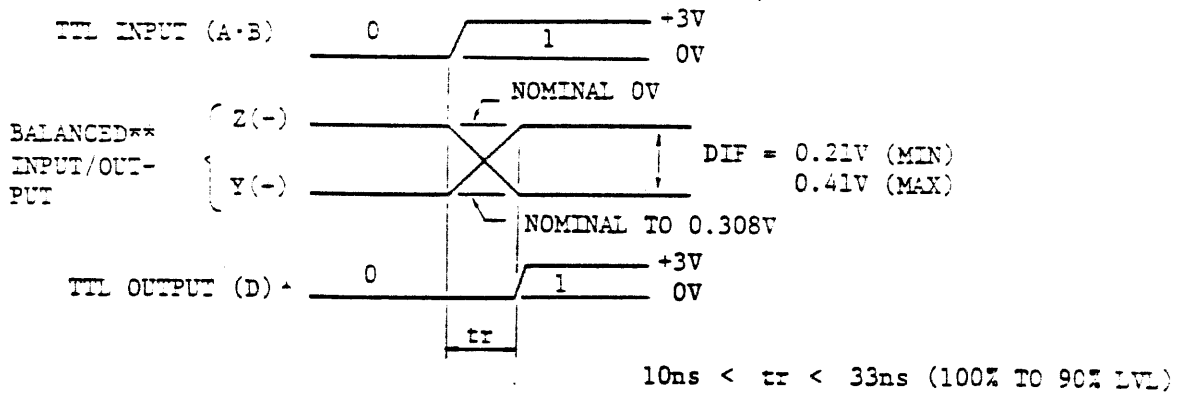 TTL INPUT (A·B)
0
1
+3V
0V
NOMINAL 0V
BALANCED**
INPUT/OUT-
PUT
Z(-)
Y(+)
DIF = 0.21V (MIN)
0.41V (MAX)
NOMINAL TO 0.308V
TTL OUTPUT (D)
0
1
+3V
0V
tr
10ns < tr < 33ns (100% TO 90% LVL)